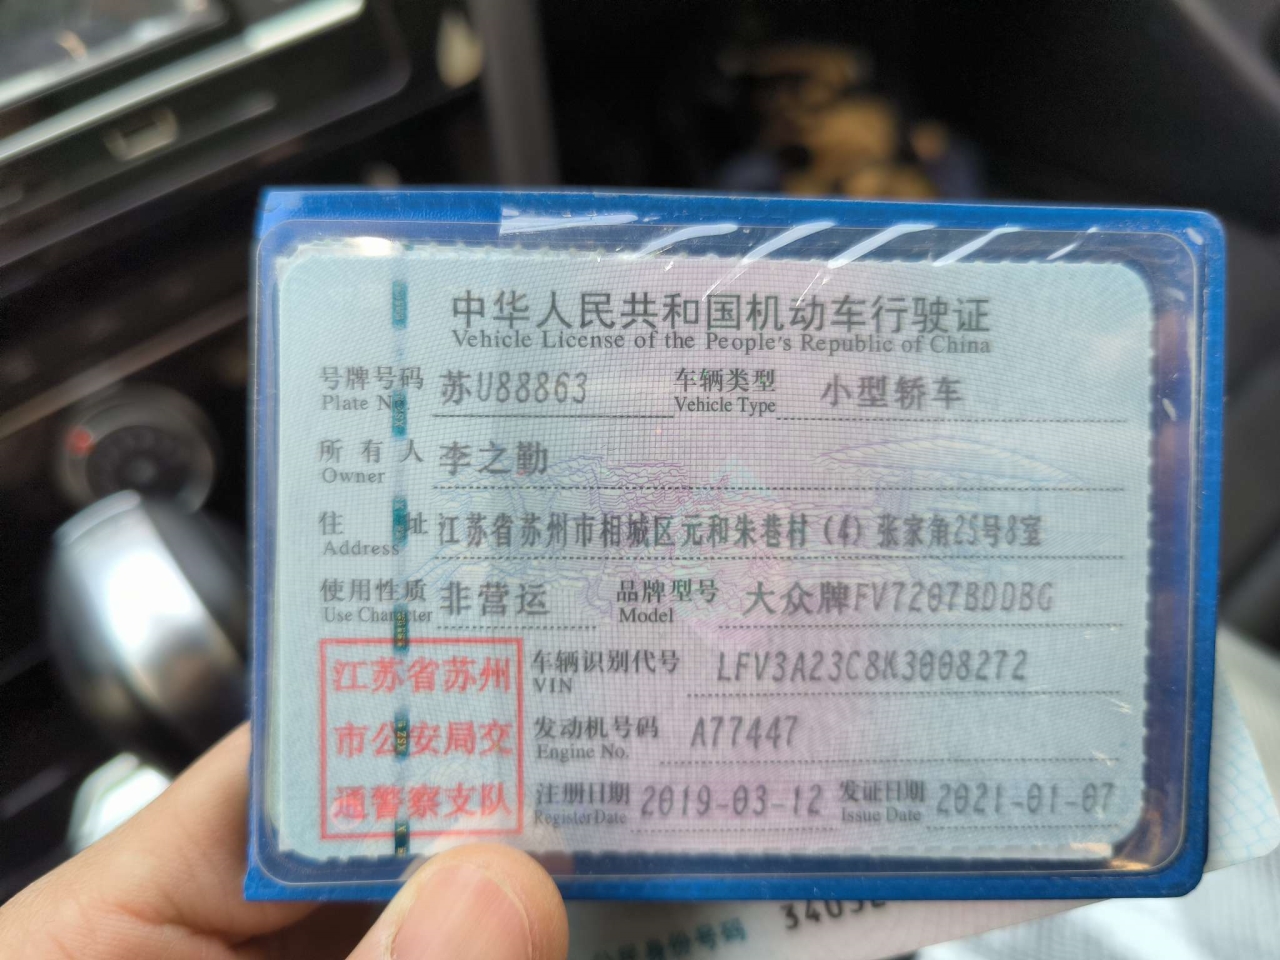 中华人民共和国机动车行驶证
Vehicle License of the People's Republic of China
号牌号码 苏U88863 车辆类型 小型轿车
Plate No. Vehicle Type
所有人 李之勤
Owner
住址 江苏省苏州市相城区元和朱巷村(4)张家角25号8室
Address
使用性质 非营运 品牌型号 大众牌FV7207BDDBG
Use Character Model
江苏省苏州
市公安局交
通警察支队
车辆识别代号 LFV3A23C8K3008272
VIN
发动机号码 A77447
Engine No.
注册日期 2019-03-12 发证日期 2021-01-07
Register Date Issue Date
身份号码 34052